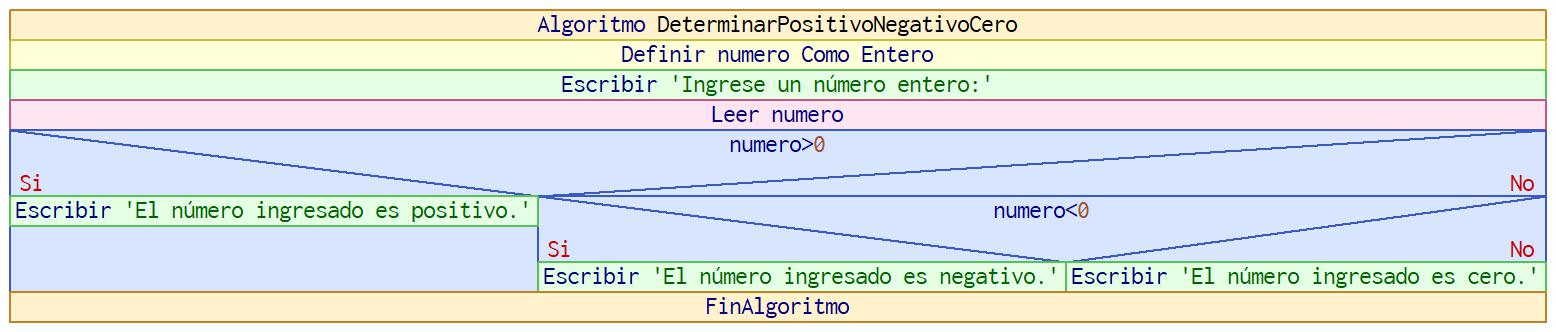 Algoritmo DeterminarPositivoNegativoCero
Definir numero Como Entero
Escribir 'Ingrese un número entero:'
Leer numero
numero>0
Si
No
Escribir 'El número ingresado es positivo.'
numero<0
Si
No
Escribir 'El número ingresado es negativo.'
Escribir 'El número ingresado es cero.'
FinAlgoritmo